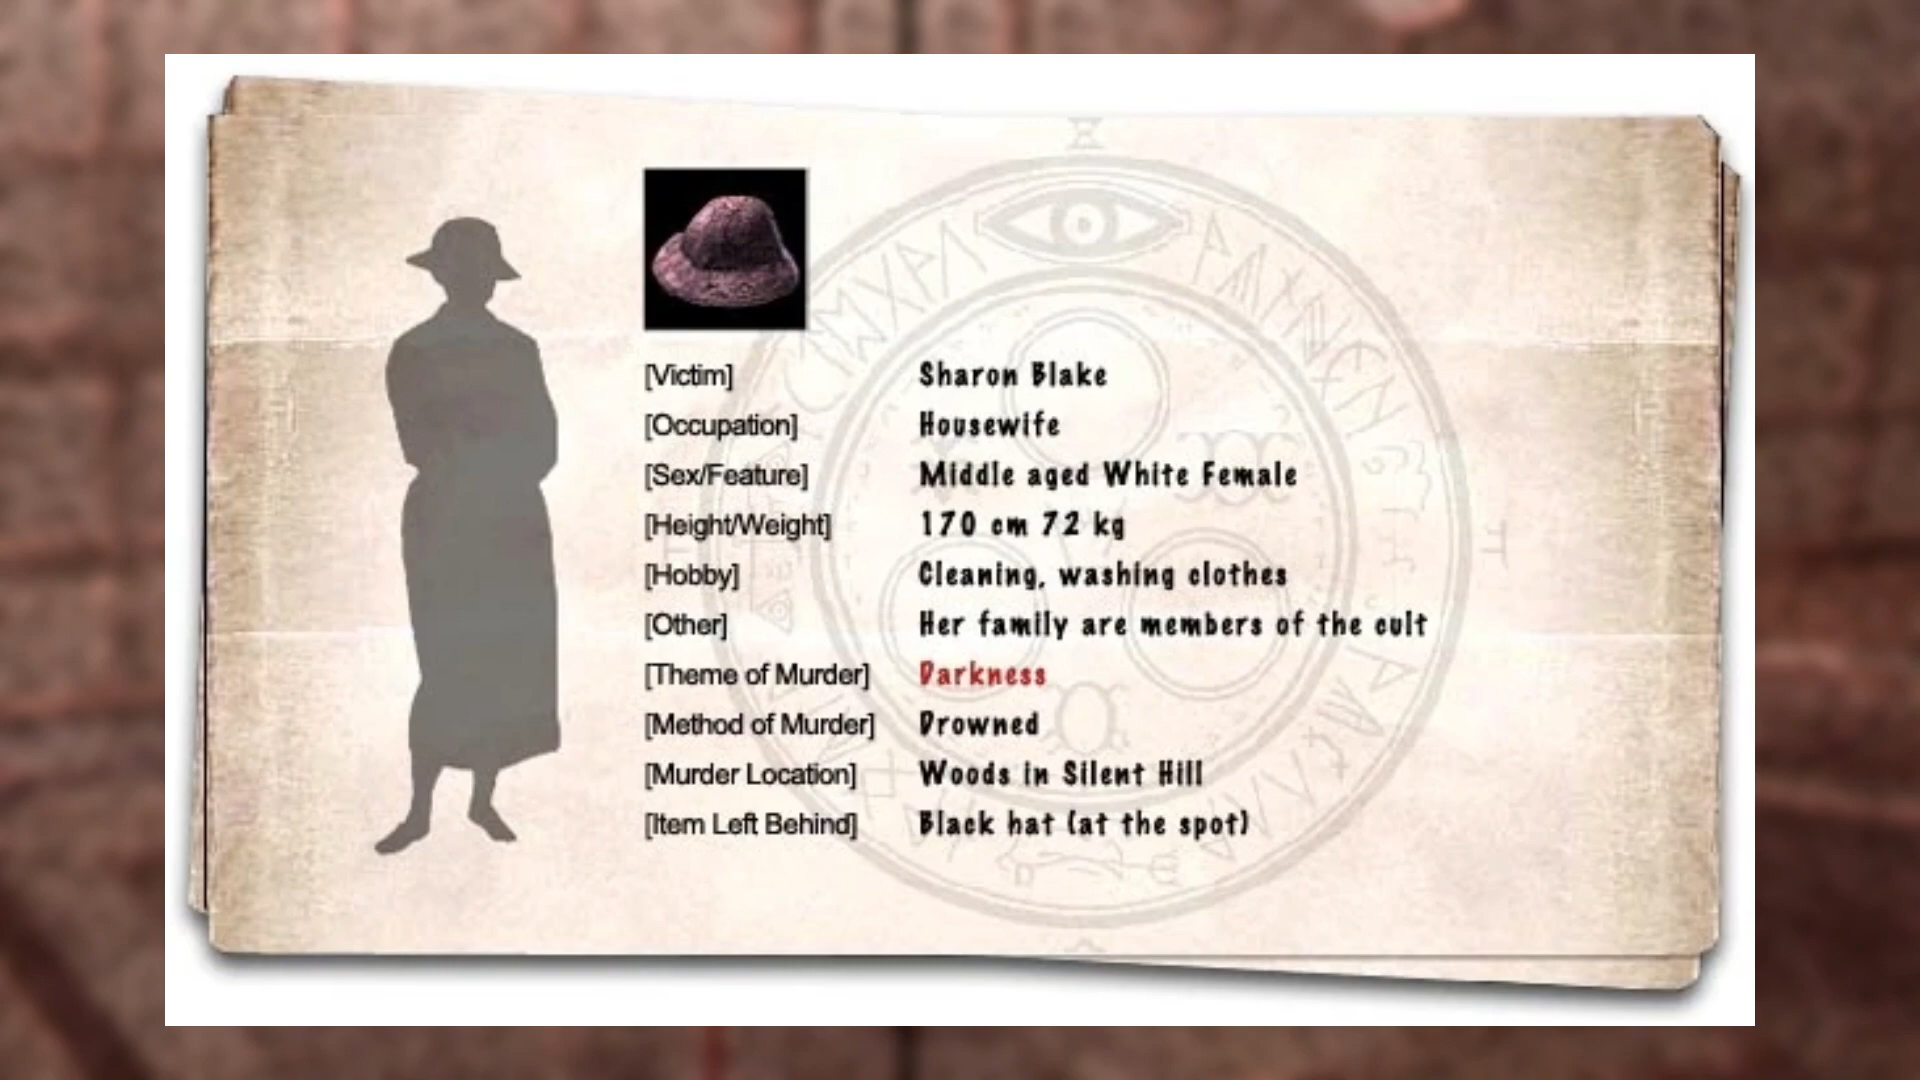 [Victim] Sharon Blake
[Occupation] Housewife
[Sex/Feature] Middle aged White Female
[Height/Weight] 170 cm 72 kg
[Hobby] Cleaning, washing clothes
[Other] Her family are members of the cult
[Theme of Murder] Darkness
[Method of Murder] Drowned
[Murder Location] Woods in Silent Hill
[Item Left Behind] Black hat (at the spot)